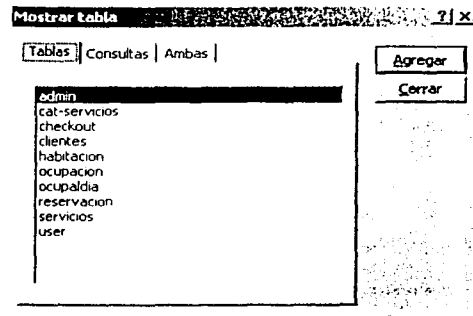 Mostrar tabla ? x
Tablas Consultas Ambas
Agregar
Cerrar
admin
cat-servicios
checkout
clientes
habitacion
ocupacion
ocupaldia
reservacion
servicios
user